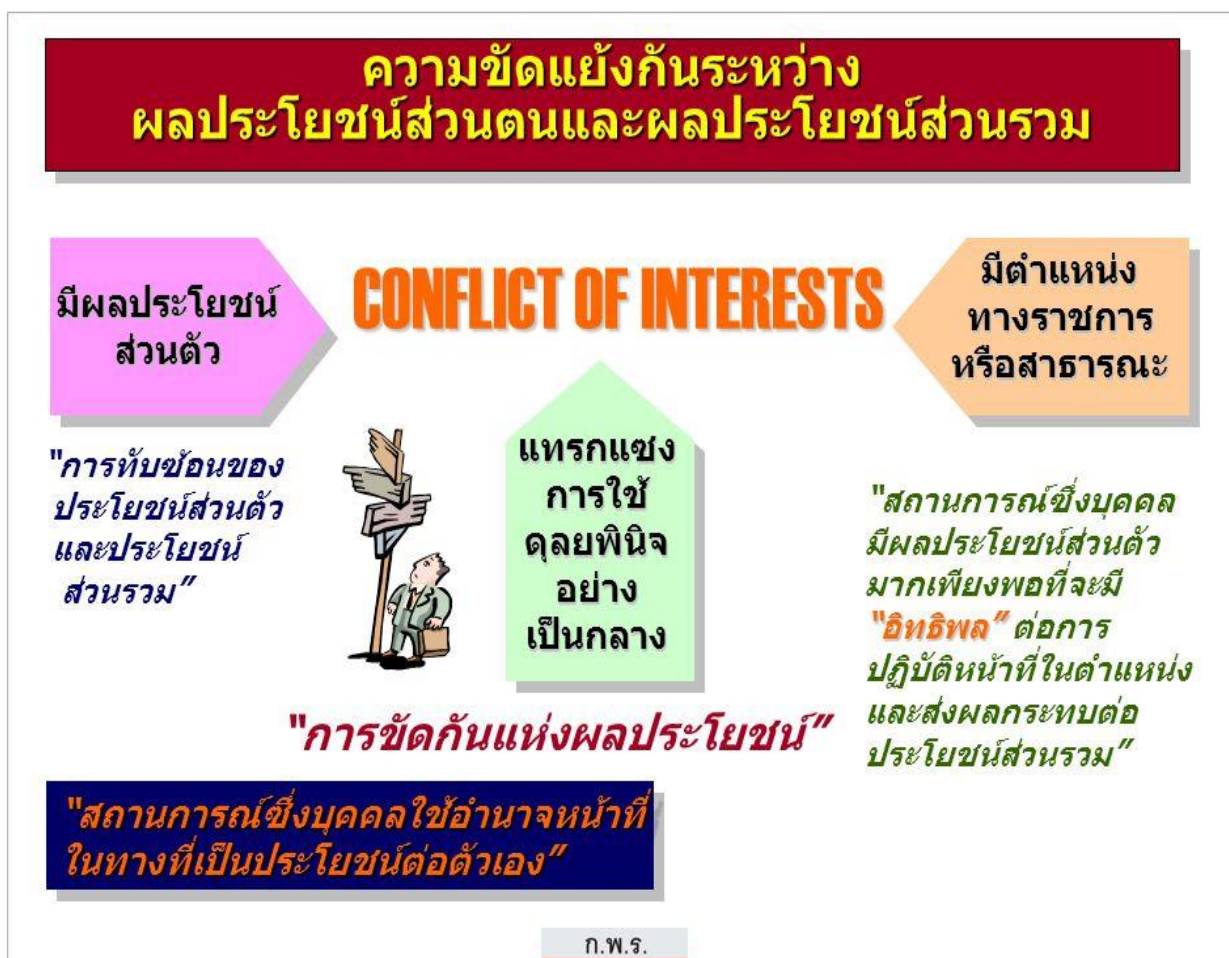 ความขัดแย้งกันระหว่าง
ผลประโยชน์ส่วนตนและผลประโยชน์ส่วนรวม
มีผลประโยชน์
ส่วนตัว
CONFLICT OF INTERESTS
มีตำแหน่ง
ทางราชการ
หรือสาธารณะ
"การทับซ้อนของ
ประโยชน์ส่วนตัว
และประโยชน์
ส่วนรวม"
แทรกแซง
การใช้
ดุลยพินิจ
อย่าง
เป็นกลาง
"สถานการณ์ซึ่งบุคคล
มีผลประโยชน์ส่วนตัว
มากเพียงพอที่จะมี
"อิทธิพล" ต่อการ
ปฏิบัติหน้าที่ในตำแหน่ง
และส่งผลกระทบต่อ
ประโยชน์ส่วนรวม"
"การขัดกันแห่งผลประโยชน์"
"สถานการณ์ซึ่งบุคคลใช้อำนาจหน้าที่
ในทางที่เป็นประโยชน์ต่อตัวเอง"
ก.พ.ร.